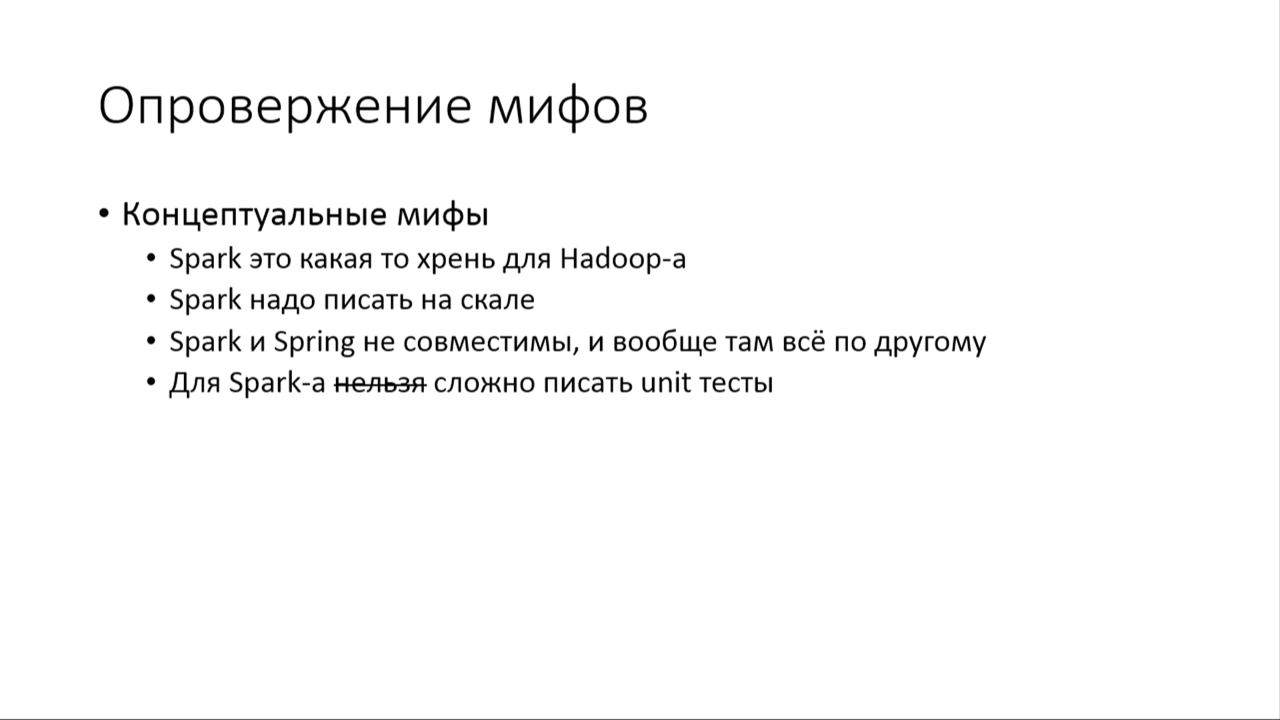 Опровержение мифов
• Концептуальные мифы
• Spark это какая то хрень для Hadoop-а
• Spark надо писать на скале
• Spark и Spring не совместимы, и вообще там всё по другому
• Для Spark-а нельзя сложно писать unit тесты